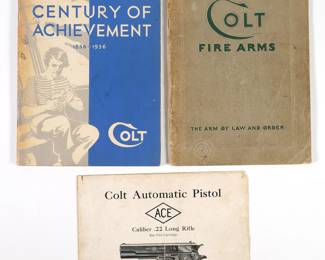 CENTURY OF
ACHIEVEMENT
1836-1936
COLT
COLT
FIRE ARMS
THE ARM OF LAW AND ORDER
Colt Automatic Pistol
ACE
Caliber .22 Long Rifle